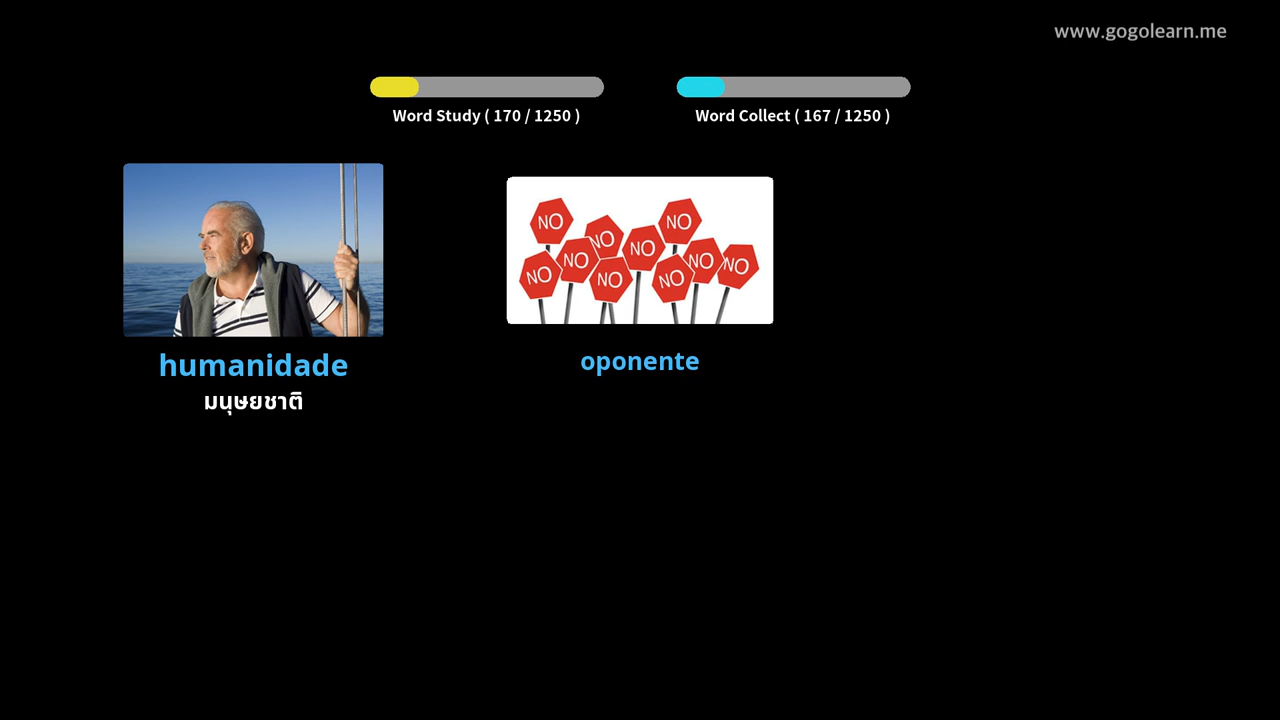 www.gogolearn.me
Word Study ( 170 / 1250 )
Word Collect ( 167 / 1250 )
NO
NO
NO
NO
NO
NO
NO
NO
NO
NO
humanidade
มนุษยชาติ
oponente